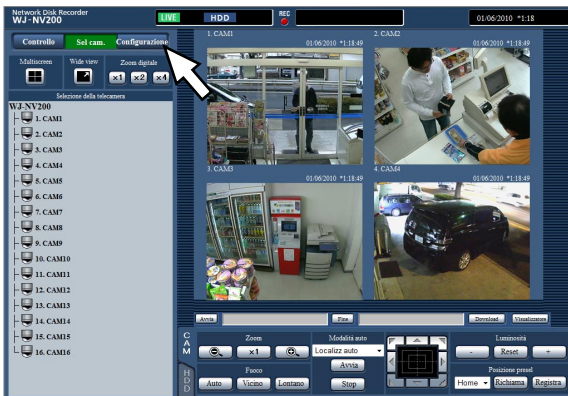 Network Disk Recorder
WJ-NV200
LIVE
HDD
REC
01/06/2010 *1:18
Controllo
Sel cam.
Configurazione
Multiscreen
Wide view
Zoom digitale
x1
x2
x4
Selezione della telecamera
WJ-NV200
1. CAM1
2. CAM2
3. CAM3
4. CAM4
5. CAM5
6. CAM6
7. CAM7
8. CAM8
9. CAM9
10. CAM10
11. CAM11
12. CAM12
13. CAM13
14. CAM14
15. CAM15
16. CAM16
1. CAM1
01/06/2010 *1:18:49
2. CAM2
01/06/2010 *1:18:49
3. CAM3
01/06/2010 *1:18:49
4. CAM4
01/06/2010 *1:18:49
Avvia
Fine
Download
Visualizzatore
CAM
HDD
Zoom
x1
Fuoco
Auto
Vicino
Lontano
Modalità auto
Localizz auto
Avvia
Stop
Luminosità
-
Reset
+
Posizione presel
Home
Richiama
Registra